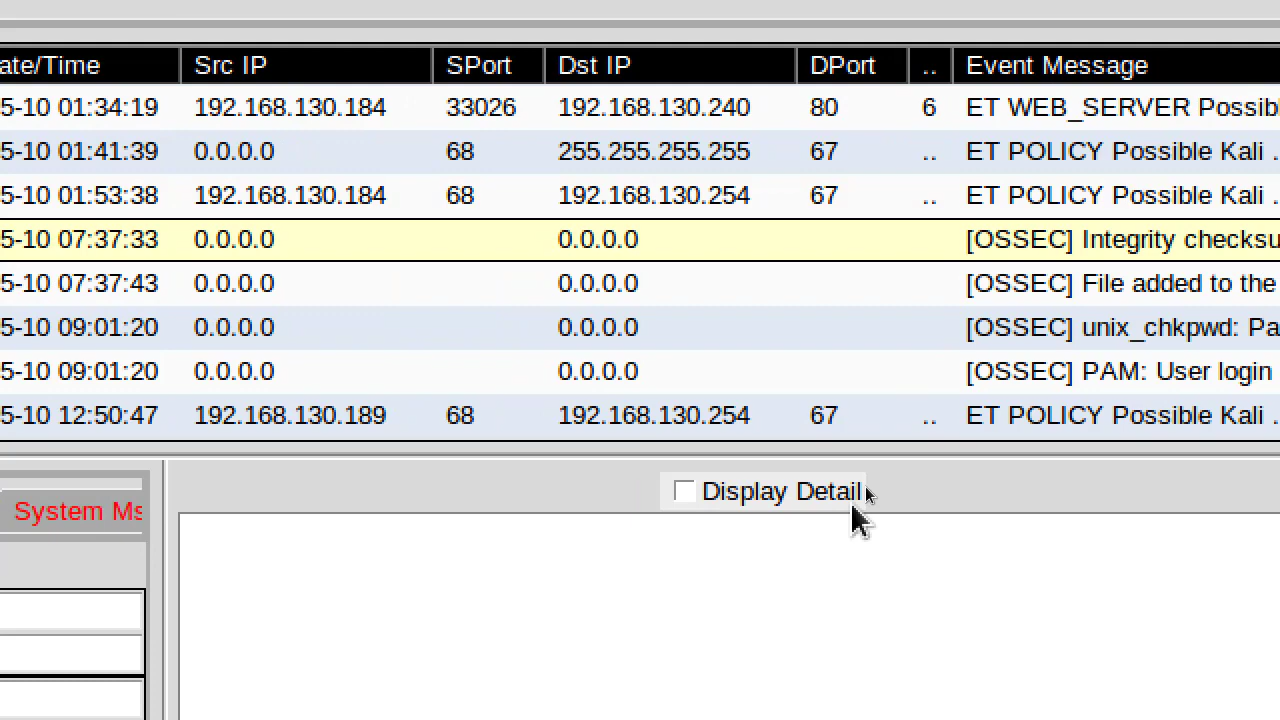 ate/Time Src IP SPort Dst IP DPort .. Event Message
5-10 01:34:19 192.168.130.184 33026 192.168.130.240 80 6 ET WEB_SERVER Possib
5-10 01:41:39 0.0.0.0 68 255.255.255.255 67 .. ET POLICY Possible Kali .
5-10 01:53:38 192.168.130.184 68 192.168.130.254 67 ET POLICY Possible Kali .
5-10 07:37:33 0.0.0.0 0.0.0.0 [OSSEC] Integrity checksu
5-10 07:37:43 0.0.0.0 0.0.0.0 [OSSEC] File added to the
5-10 09:01:20 0.0.0.0 0.0.0.0 [OSSEC] unix_chkpwd: Pa
5-10 09:01:20 0.0.0.0 0.0.0.0 [OSSEC] PAM: User login
5-10 12:50:47 192.168.130.189 68 192.168.130.254 67 .. ET POLICY Possible Kali .
Display Detail
System Ms